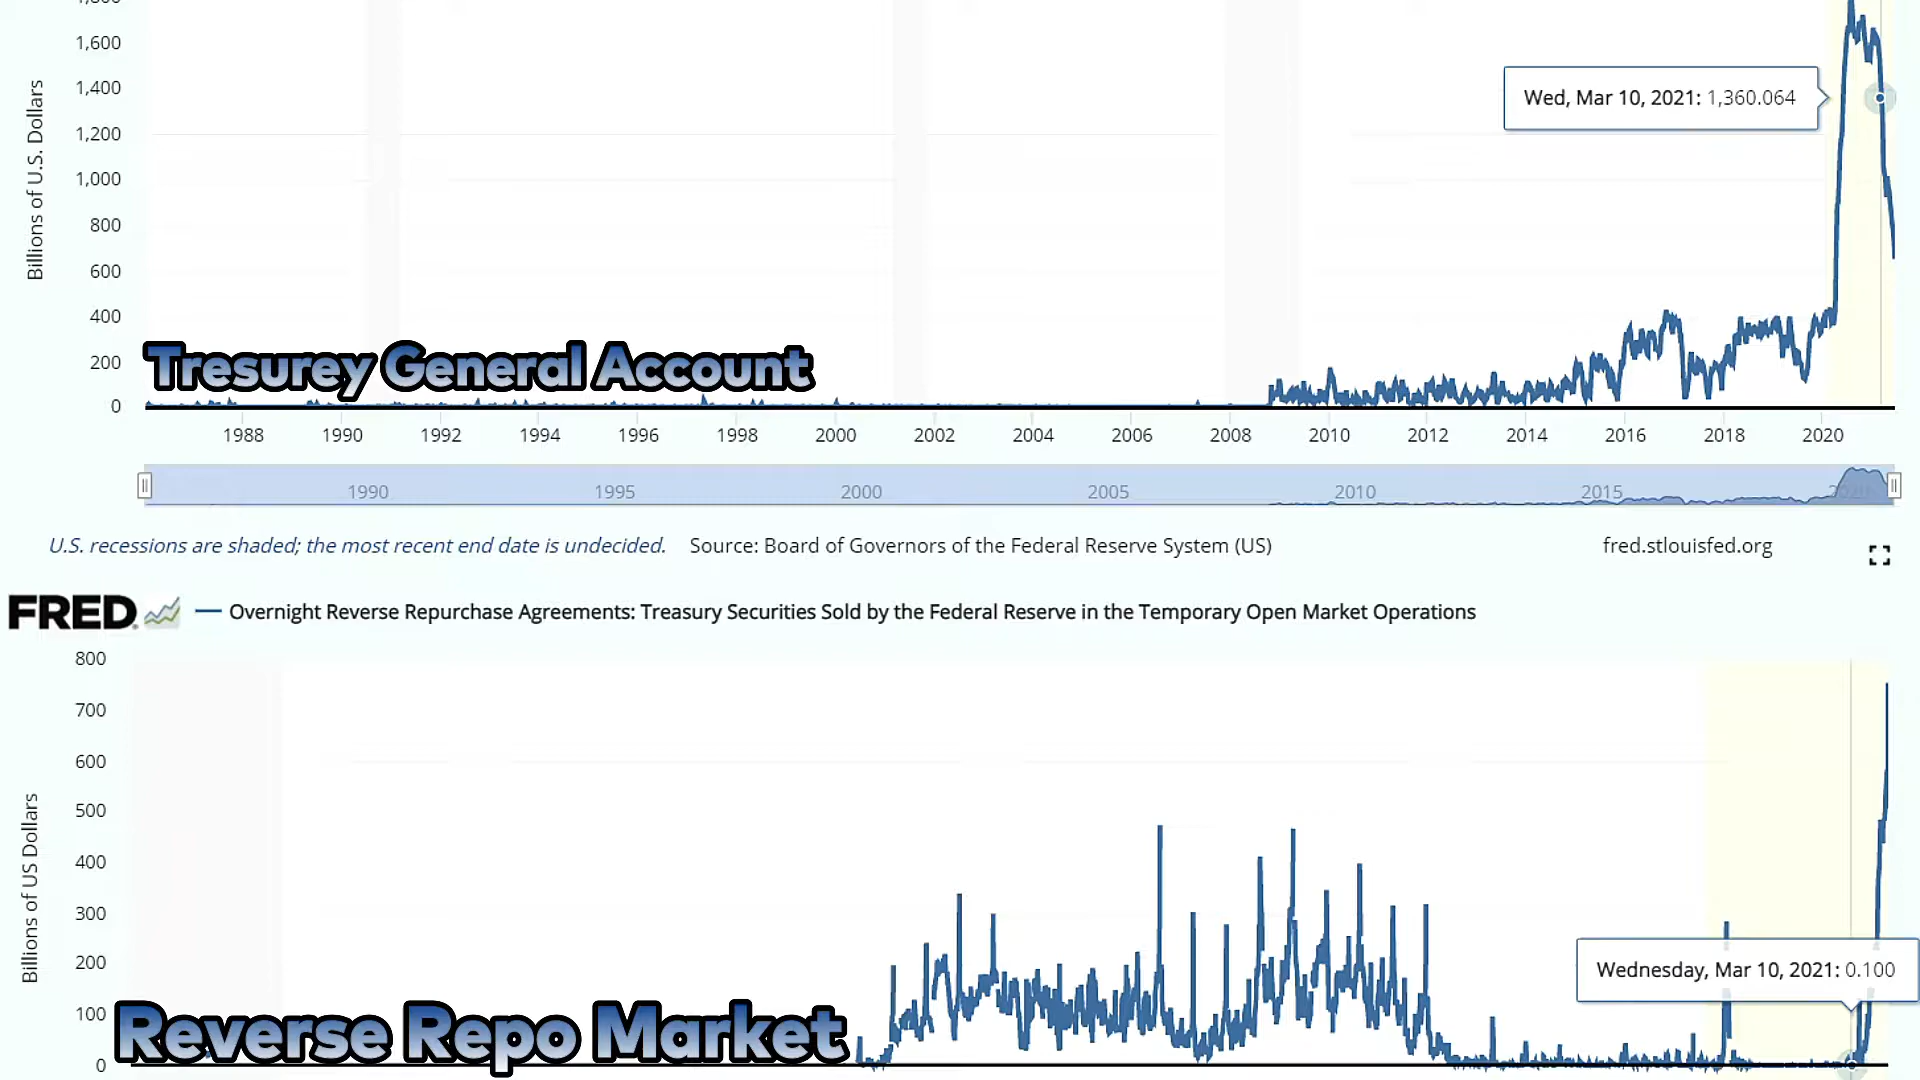 1,800
1,600
1,400
1,200
1,000
800
600
400
200
0
Billions of U.S. Dollars
Wed, Mar 10, 2021: 1,360.064
Tresurey General Account
1988 1990 1992 1994 1996 1998 2000 2002 2004 2006 2008 2010 2012 2014 2016 2018 2020
1990 1995 2000 2005 2010 2015 2020
U.S. recessions are shaded; the most recent end date is undecided. Source: Board of Governors of the Federal Reserve System (US) fred.stlouisfed.org
FRED Overnight Reverse Repurchase Agreements: Treasury Securities Sold by the Federal Reserve in the Temporary Open Market Operations
800
700
600
500
400
300
200
100
0
Billions of US Dollars
Wednesday, Mar 10, 2021: 0.100
Reverse Repo Market